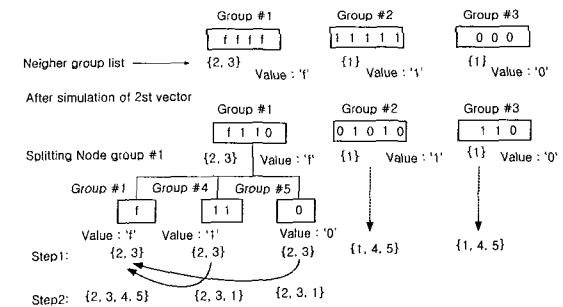 Group #1 Group #2 Group #3
f f f f 1 1 1 1 1 0 0 0
Neigher group list {2, 3} {1} {1}
Value : 'f' Value : '1' Value : '0'
After simulation of 2st vector
Group #1 Group #2 Group #3
f 1 1 0 0 1 0 1 0 1 1 0
Splitting Node group #1 {2, 3} Value : 'f' {1} Value : '1' {1} Value : '0'
Group #1 Group #4 Group #5
f 1 1 0
Value : 'f' Value : '1' Value : '0'
Step1: {2, 3} {2, 3} {2, 3} {1, 4, 5} {1, 4, 5}
Step2: {2, 3, 4, 5} {2, 3, 1} {2, 3, 1}